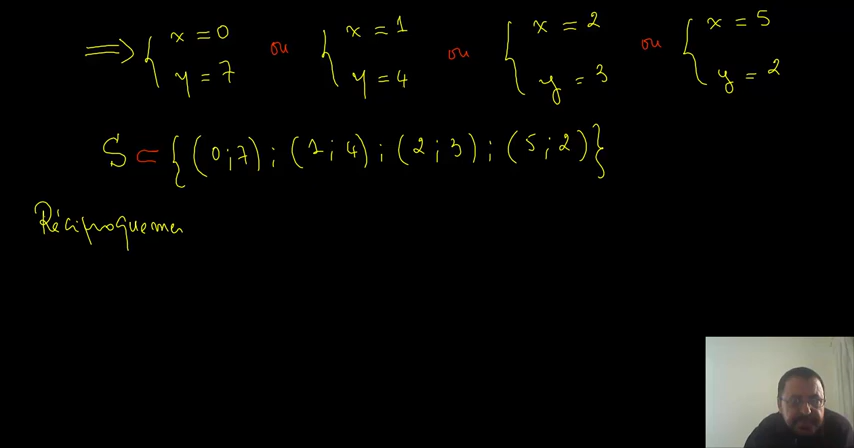 ⟹ { x = 0 ou { x = 1 ou { x = 2 ou { x = 5
y = 7 y = 4 y = 3 y = 2
S ⊂ { (0 ; 7) ; (1 ; 4) ; (2 ; 3) ; (5 ; 2) }
Réciproquemen